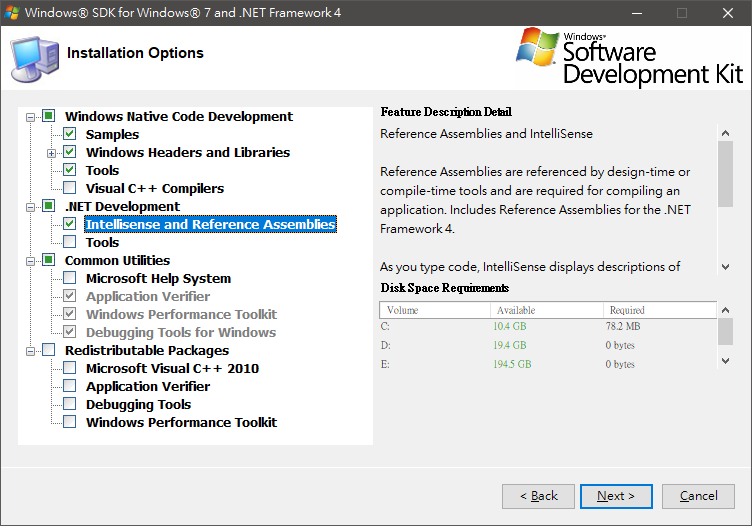 Windows® SDK for Windows® 7 and .NET Framework 4
Installation Options
Windows®
Software
Development Kit
Windows Native Code Development
Samples
Windows Headers and Libraries
Tools
Visual C++ Compilers
.NET Development
Intellisense and Reference Assemblies
Tools
Common Utilities
Microsoft Help System
Application Verifier
Windows Performance Toolkit
Debugging Tools for Windows
Redistributable Packages
Microsoft Visual C++ 2010
Application Verifier
Debugging Tools
Windows Performance Toolkit
Feature Description Detail
Reference Assemblies and IntelliSense
Reference Assemblies are referenced by design-time or
compile-time tools and are required for compiling an
application. Includes Reference Assemblies for the .NET
Framework 4.
As you type code, IntelliSense displays descriptions of
Disk Space Requirements
Volume Available Required
C: 10.4 GB 78.2 MB
D: 19.4 GB 0 bytes
E: 194.5 GB 0 bytes
< Back Next > Cancel